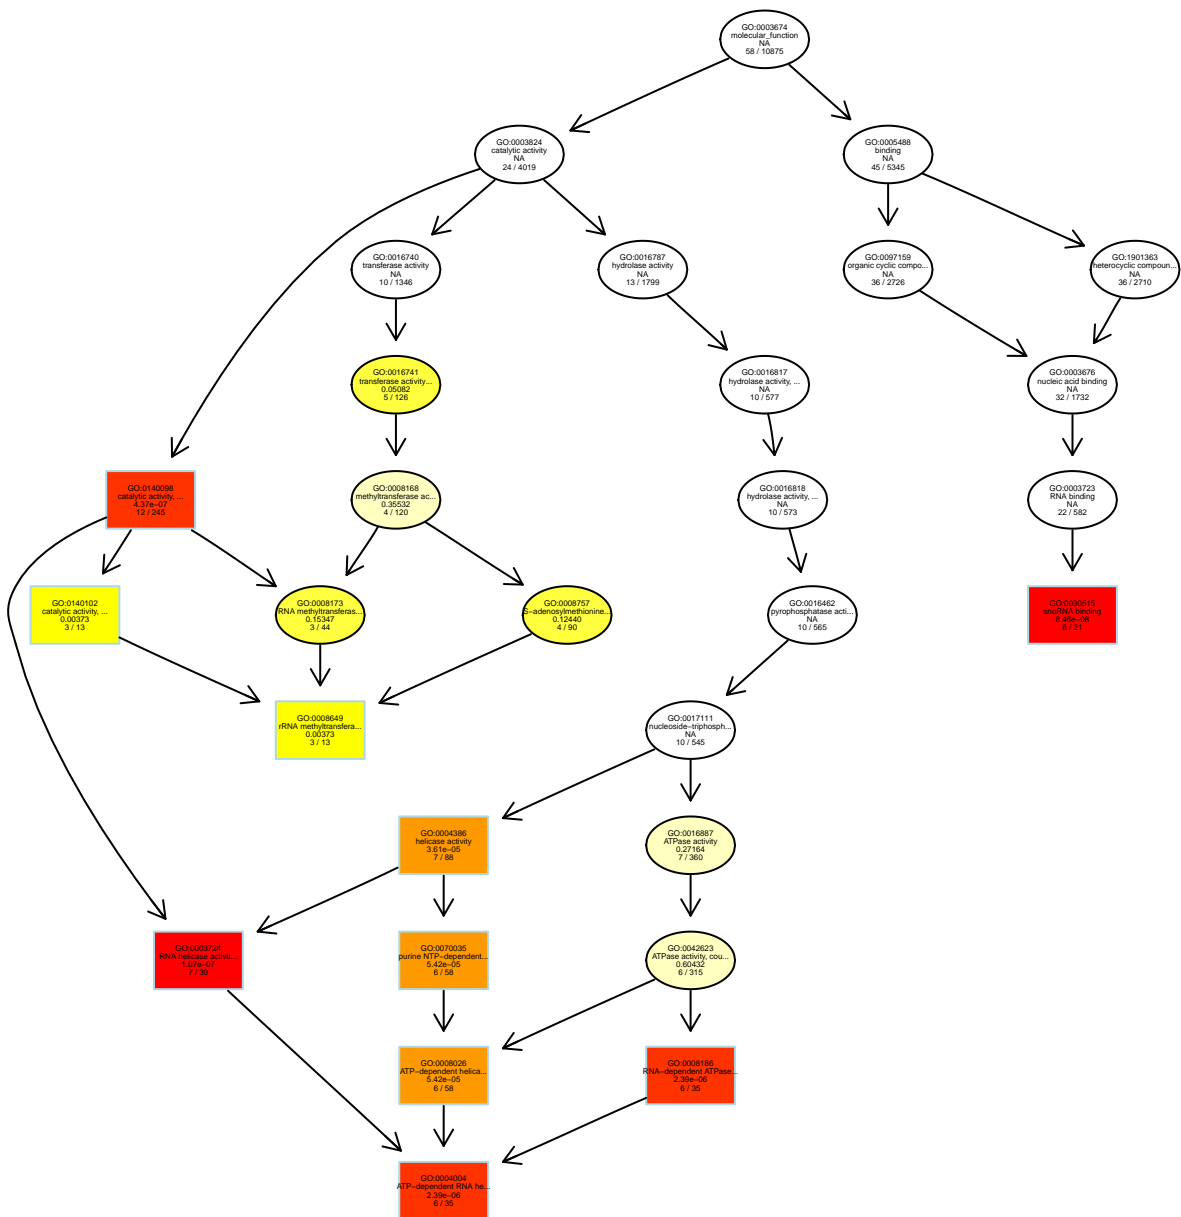 GO:0003674
molecular_function
NA
58 / 10875
GO:0003824
catalytic activity
NA
24 / 4019
GO:0005488
binding
NA
45 / 5345
GO:0016740
transferase activity
NA
10 / 1346
GO:0016787
hydrolase activity
NA
13 / 1799
GO:0097159
organic cyclic compo...
NA
36 / 2726
GO:1901363
heterocyclic compoun...
NA
36 / 2710
GO:0016741
transferase activity...
0.05082
5 / 126
GO:0016817
hydrolase activity, ...
NA
10 / 577
GO:0003676
nucleic acid binding
NA
32 / 1732
GO:0140098
catalytic activity, ...
4.37e−07
12 / 245
GO:0008168
methyltransferase ac...
0.35532
4 / 120
GO:0016818
hydrolase activity, ...
NA
10 / 573
GO:0003723
RNA binding
NA
22 / 582
GO:0140102
catalytic activity, ...
0.00373
3 / 13
GO:0008173
RNA methyltransferas...
0.15347
3 / 44
GO:0008757
S−adenosylmethionine...
0.12440
4 / 90
GO:0016462
pyrophosphatase acti...
NA
10 / 565
GO:0030515
snoRNA binding
8.46e−08
6 / 21
GO:0008649
rRNA methyltransfera...
0.00373
3 / 13
GO:0017111
nucleoside−triphosph...
NA
10 / 545
GO:0004386
helicase activity
3.61e−05
7 / 88
GO:0016887
ATPase activity
0.27164
7 / 360
GO:0003724
RNA helicase activit...
1.07e−07
7 / 39
GO:0070035
purine NTP−dependent...
5.42e−05
6 / 58
GO:0042623
ATPase activity, cou...
0.60432
6 / 315
GO:0008026
ATP−dependent helica...
5.42e−05
6 / 58
GO:0008186
RNA−dependent ATPase...
2.39e−06
6 / 35
GO:0004004
ATP−dependent RNA he...
2.39e−06
6 / 35